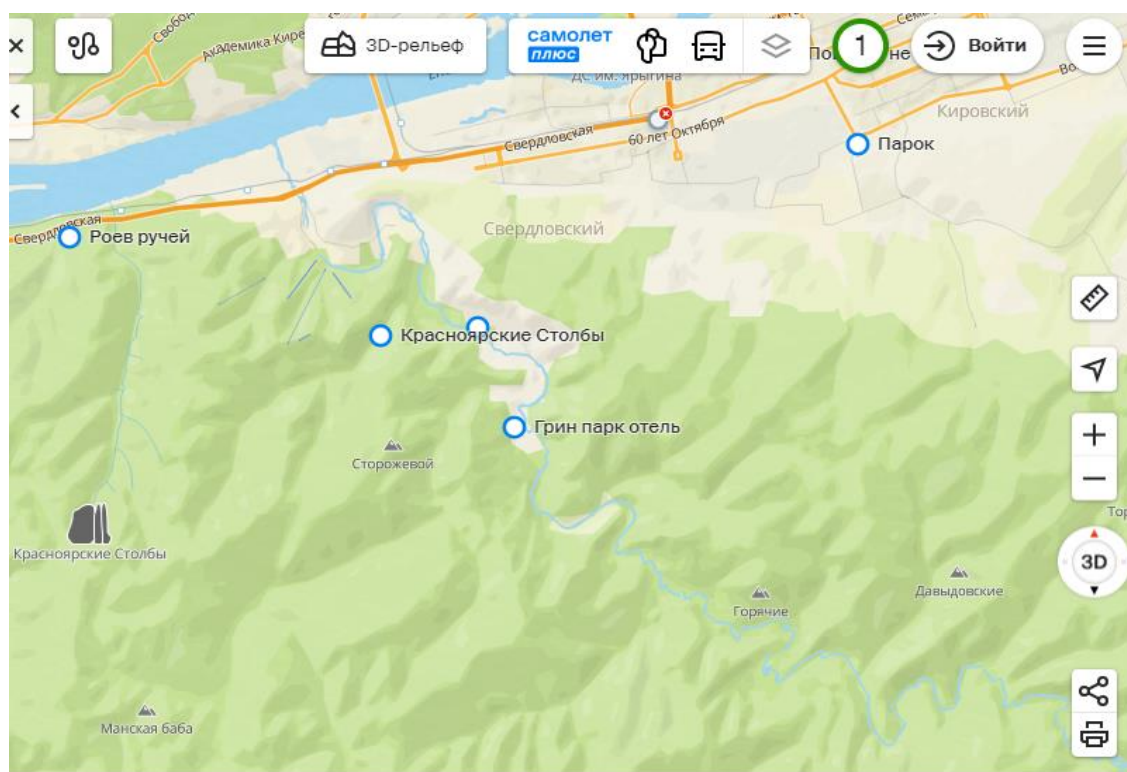 3D-рельеф
самолет
плюс
1
Войти
Академика Кире
ДС им. Ярыгина
Свердловская
60 лет Октября
Кировский
Парок
Свердловская
Роев ручей
Свердловский
Красноярские Столбы
Грин парк отель
Сторожевой
Красноярские Столбы
3D
Давыдовские
Горячие
Манская баба